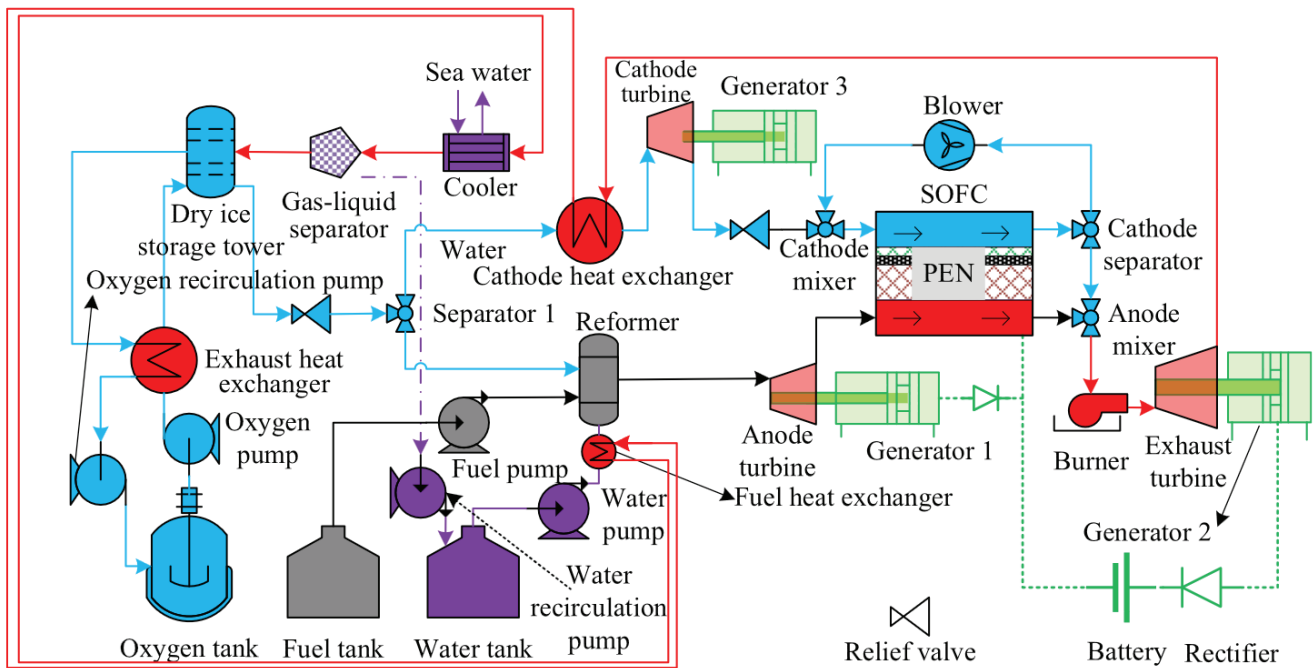 Sea water
Cathode
turbine
Generator 3
Blower
SOFC
Cooler
Dry ice
storage tower
Gas-liquid
separator
Water
Cathode
mixer
Cathode
separator
PEN
Oxygen recirculation pump
Cathode heat exchanger
Separator 1
Reformer
Anode
mixer
Exhaust heat
exchanger
Oxygen
pump
Fuel pump
Anode
turbine
Generator 1
Burner
Exhaust
turbine
Fuel heat exchanger
Water
pump
Generator 2
Water
recirculation
pump
Oxygen tank
Fuel tank
Water tank
Relief valve
Battery
Rectifier